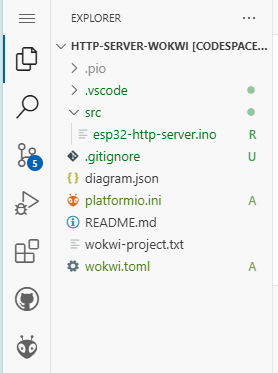 EXPLORER
HTTP-SERVER-WOKWI [CODESPACE...
.pio
.vscode
src
esp32-http-server.ino R
.gitignore U
diagram.json
platformio.ini A
README.md
wokwi-project.txt
wokwi.toml A
5